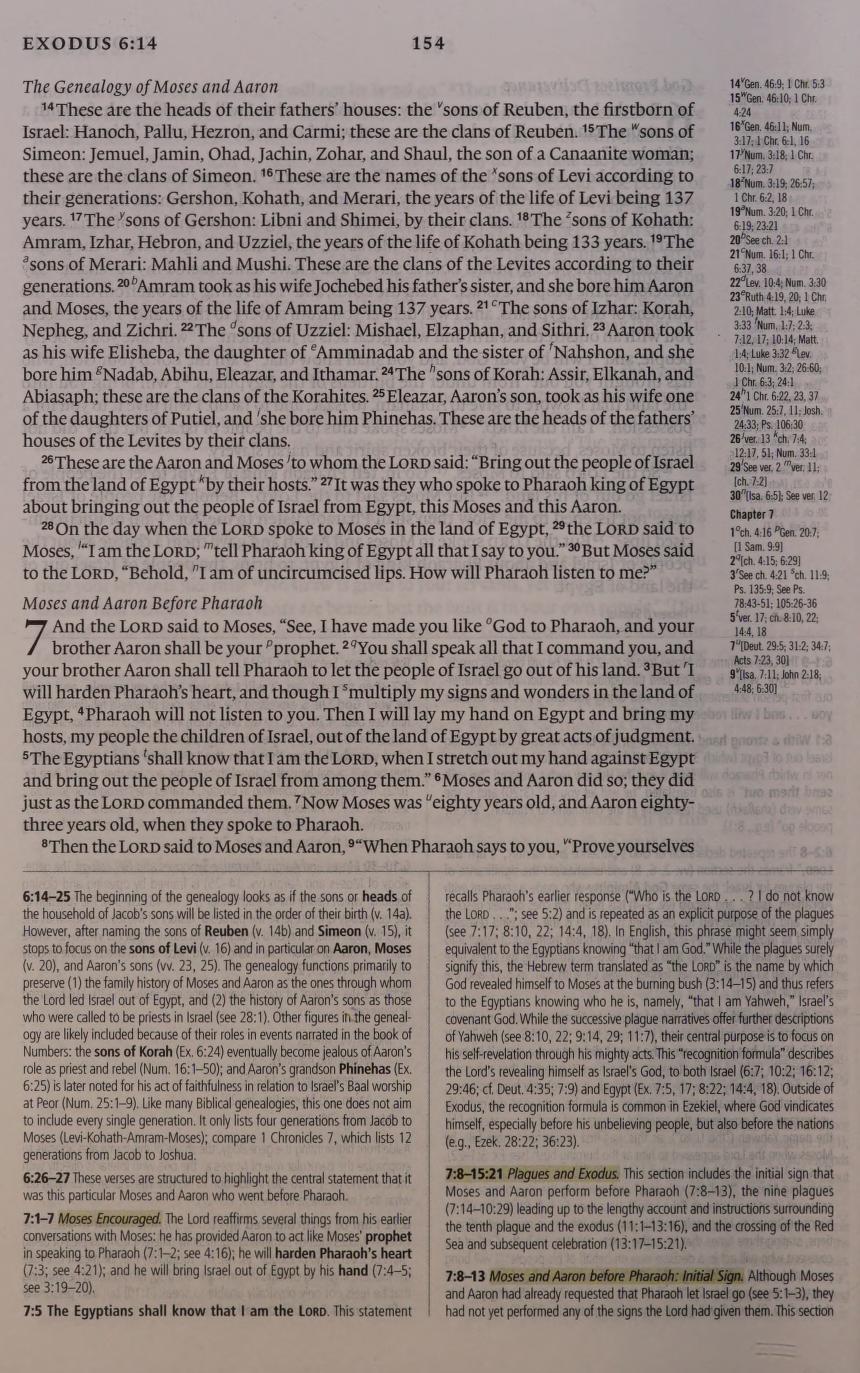 EXODUS 6:14
154
The Genealogy of Moses and Aaron
14 These are the heads of their fathers’ houses: the vsons of Reuben, the firstborn of
Israel: Hanoch, Pallu, Hezron, and Carmi; these are the clans of Reuben. 15 The wsons of
Simeon: Jemuel, Jamin, Ohad, Jachin, Zohar, and Shaul, the son of a Canaanite woman;
these are the clans of Simeon. 16 These are the names of the xsons of Levi according to
their generations: Gershon, Kohath, and Merari, the years of the life of Levi being 137
years. 17 The ysons of Gershon: Libni and Shimei, by their clans. 18 The zsons of Kohath:
Amram, Izhar, Hebron, and Uzziel, the years of the life of Kohath being 133 years. 19 The
asons of Merari: Mahli and Mushi. These are the clans of the Levites according to their
generations. 20 bAmram took as his wife Jochebed his father’s sister, and she bore him Aaron
and Moses, the years of the life of Amram being 137 years. 21 cThe sons of Izhar: Korah,
Nepheg, and Zichri. 22 The dsons of Uzziel: Mishael, Elzaphan, and Sithri. 23 Aaron took
as his wife Elisheba, the daughter of eAmminadab and the sister of fNahshon, and she
bore him gNadab, Abihu, Eleazar, and Ithamar. 24 The hsons of Korah: Assir, Elkanah, and
Abiasaph; these are the clans of the Korahites. 25 Eleazar, Aaron’s son, took as his wife one
of the daughters of Putiel, and ishe bore him Phinehas. These are the heads of the fathers’
houses of the Levites by their clans.
26 These are the Aaron and Moses jto whom the LORD said: “Bring out the people of Israel
from the land of Egypt kby their hosts.” 27 It was they who spoke to Pharaoh king of Egypt
about bringing out the people of Israel from Egypt, this Moses and this Aaron.
28 On the day when the LORD spoke to Moses in the land of Egypt, 29 the LORD said to
Moses, l“I am the LORD; mtell Pharaoh king of Egypt all that I say to you.” 30 But Moses said
to the LORD, “Behold, nI am of uncircumcised lips. How will Pharaoh listen to me?”
Moses and Aaron Before Pharaoh
7 And the LORD said to Moses, “See, I have made you like oGod to Pharaoh, and your
brother Aaron shall be your pprophet. 2 qYou shall speak all that I command you, and
your brother Aaron shall tell Pharaoh to let the people of Israel go out of his land. 3 But rI
will harden Pharaoh’s heart, and though I smultiply my signs and wonders in the land of
Egypt, 4 Pharaoh will not listen to you. Then I will lay my hand on Egypt and bring my
hosts, my people the children of Israel, out of the land of Egypt by great acts of judgment.
5 The Egyptians tshall know that I am the LORD, when I stretch out my hand against Egypt
and bring out the people of Israel from among them.” 6 Moses and Aaron did so; they did
just as the LORD commanded them. 7 Now Moses was ueighty years old, and Aaron eighty-
three years old, when they spoke to Pharaoh.
8 Then the LORD said to Moses and Aaron, 9 “When Pharaoh says to you, v‘Prove yourselves
14 vGen. 46:9; 1 Chr. 5:3
15 wGen. 46:10; 1 Chr.
4:24
16 xGen. 46:11; Num.
3:17; 1 Chr. 6:1, 16
17 yNum. 3:18; 1 Chr.
6:17; 23:7
18 zNum. 3:19; 26:57;
1 Chr. 6:2, 18
19 aNum. 3:20; 1 Chr.
6:19; 23:21
20 bSee ch. 2:1
21 cNum. 16:1; 1 Chr.
6:37, 38
22 dLev. 10:4; Num. 3:30
23 eRuth 4:19, 20; 1 Chr.
2:10; Matt. 1:4; Luke
3:33 fNum. 1:7; 2:3;
7:12, 17; 10:14; Matt.
1:4; Luke 3:32 gLev.
10:1; Num. 3:2; 26:60;
1 Chr. 6:3; 24:1
24 h1 Chr. 6:22, 23, 37
25 iNum. 25:7, 11; Josh.
24:33; Ps. 106:30
26 jver. 13 kch. 7:4;
12:17, 51; Num. 33:1
29 lSee ver. 2 mver. 11;
[ch. 7:2]
30 n[Isa. 6:5]; See ver. 12
Chapter 7
1 och. 4:16 pGen. 20:7;
[1 Sam. 9:9]
2 q[ch. 4:15; 6:29]
3 rSee ch. 4:21 sch. 11:9;
Ps. 135:9; See Ps.
78:43-51; 105:26-36
5 tver. 17; ch. 8:10, 22;
14:4, 18
7 u[Deut. 29:5; 31:2; 34:7;
Acts 7:23, 30]
9 v[Isa. 7:11; John 2:18;
4:48; 6:30]
6:14–25 The beginning of the genealogy looks as if the sons or heads of
the household of Jacob’s sons will be listed in the order of their birth (v. 14a).
However, after naming the sons of Reuben (v. 14b) and Simeon (v. 15), it
stops to focus on the sons of Levi (v. 16) and in particular on Aaron, Moses
(v. 20), and Aaron’s sons (vv. 23, 25). The genealogy functions primarily to
preserve (1) the family history of Moses and Aaron as the ones through whom
the Lord led Israel out of Egypt, and (2) the history of Aaron’s sons as those
who were called to be priests in Israel (see 28:1). Other figures in the geneal-
ogy are likely included because of their roles in events narrated in the book of
Numbers: the sons of Korah (Ex. 6:24) eventually become jealous of Aaron’s
role as priest and rebel (Num. 16:1–50); and Aaron’s grandson Phinehas (Ex.
6:25) is later noted for his act of faithfulness in relation to Israel’s Baal worship
at Peor (Num. 25:1–9). Like many Biblical genealogies, this one does not aim
to include every single generation. It only lists four generations from Jacob to
Moses (Levi-Kohath-Amram-Moses); compare 1 Chronicles 7, which lists 12
generations from Jacob to Joshua.
6:26–27 These verses are structured to highlight the central statement that it
was this particular Moses and Aaron who went before Pharaoh.
7:1–7 Moses Encouraged. The Lord reaffirms several things from his earlier
conversations with Moses: he has provided Aaron to act like Moses’ prophet
in speaking to Pharaoh (7:1–2; see 4:16); he will harden Pharaoh’s heart
(7:3; see 4:21); and he will bring Israel out of Egypt by his hand (7:4–5;
see 3:19–20).
7:5 The Egyptians shall know that I am the LORD. This statement
recalls Pharaoh’s earlier response (“Who is the LORD . . . ? I do not know
the LORD . . .”; see 5:2) and is repeated as an explicit purpose of the plagues
(see 7:17; 8:10, 22; 14:4, 18). In English, this phrase might seem simply
equivalent to the Egyptians knowing “that I am God.” While the plagues surely
signify this, the Hebrew term translated as “the LORD” is the name by which
God revealed himself to Moses at the burning bush (3:14–15) and thus refers
to the Egyptians knowing who he is, namely, “that I am Yahweh,” Israel’s
covenant God. While the successive plague narratives offer further descriptions
of Yahweh (see 8:10, 22; 9:14, 29; 11:7), their central purpose is to focus on
his self-revelation through his mighty acts. This “recognition formula” describes
the Lord’s revealing himself as Israel’s God, to both Israel (6:7; 10:2; 16:12;
29:46; cf. Deut. 4:35; 7:9) and Egypt (Ex. 7:5, 17; 8:22; 14:4, 18). Outside of
Exodus, the recognition formula is common in Ezekiel, where God vindicates
himself, especially before his unbelieving people, but also before the nations
(e.g., Ezek. 28:22; 36:23).
7:8–15:21 Plagues and Exodus. This section includes the initial sign that
Moses and Aaron perform before Pharaoh (7:8–13), the nine plagues
(7:14–10:29) leading up to the lengthy account and instructions surrounding
the tenth plague and the exodus (11:1–13:16), and the crossing of the Red
Sea and subsequent celebration (13:17–15:21).
7:8–13 Moses and Aaron before Pharaoh: Initial Sign. Although Moses
and Aaron had already requested that Pharaoh let Israel go (see 5:1–3), they
had not yet performed any of the signs the Lord had given them. This section